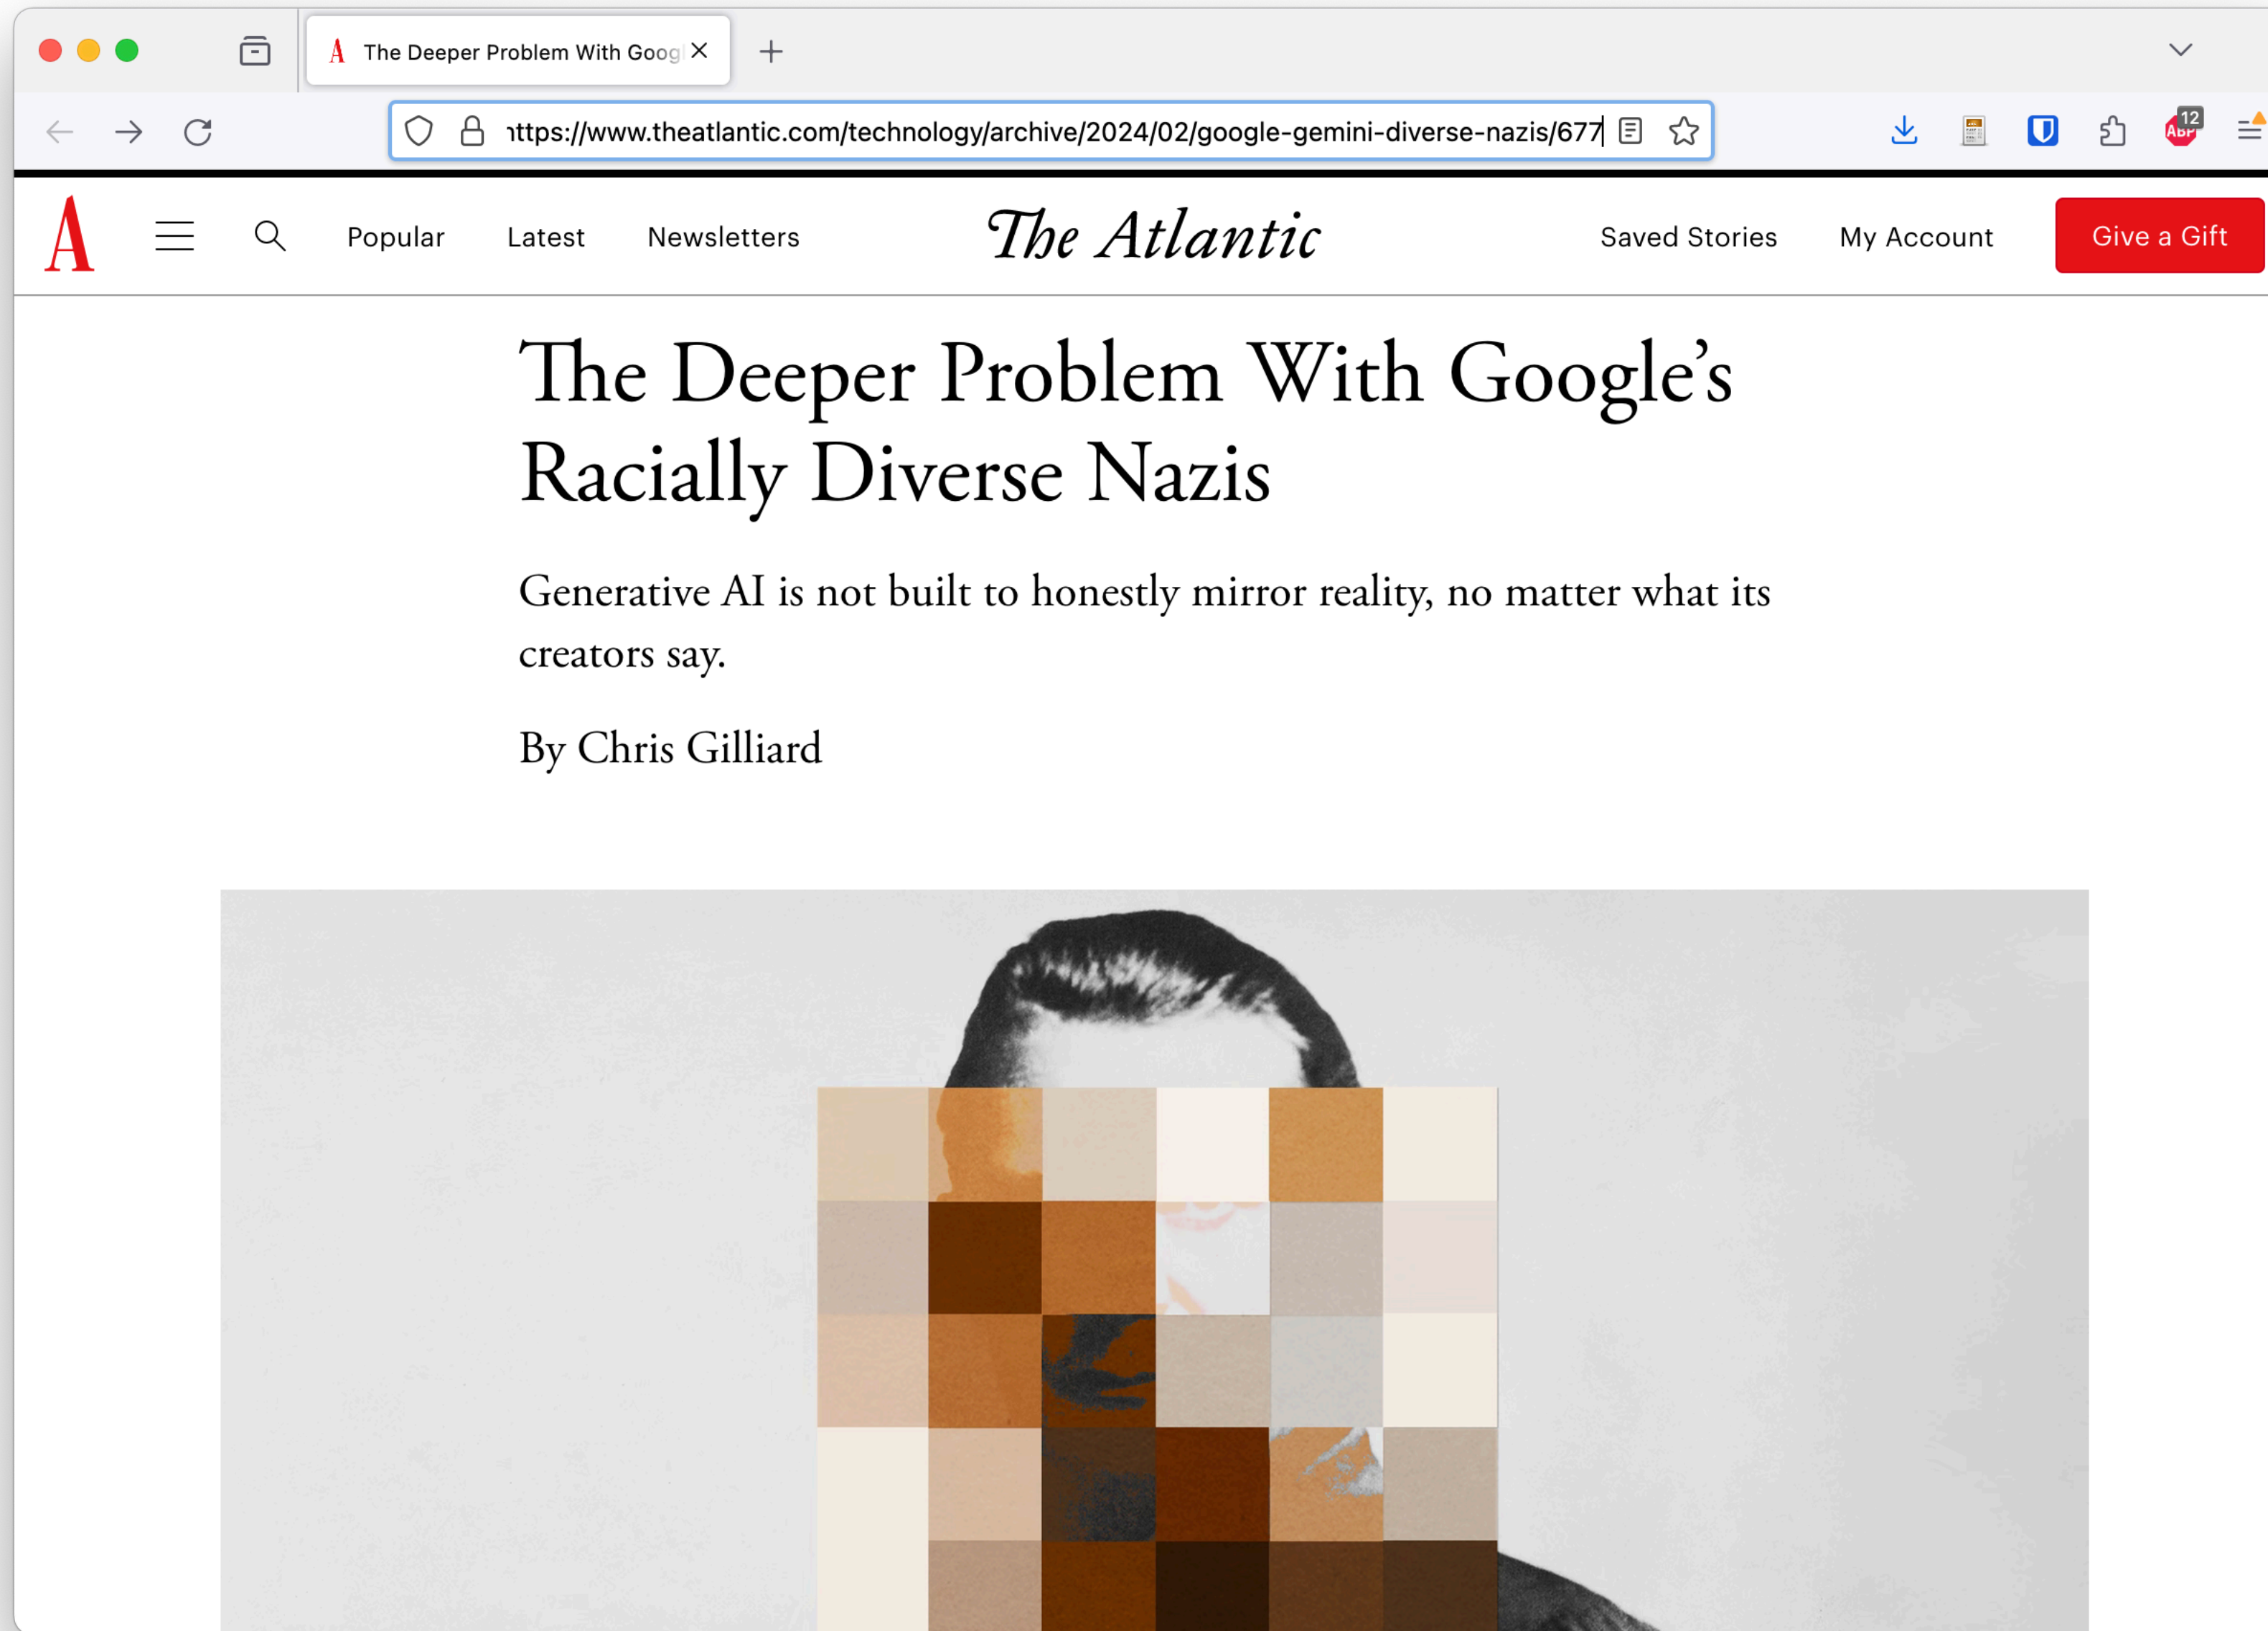 The Deeper Problem With Goog
ttps://www.theatlantic.com/technology/archive/2024/02/google-gemini-diverse-nazis/677
12
ABP
A
Popular
Latest
Newsletters
The Atlantic
Saved Stories
My Account
Give a Gift
The Deeper Problem With Google’s
Racially Diverse Nazis
Generative AI is not built to honestly mirror reality, no matter what its
creators say.
By Chris Gilliard